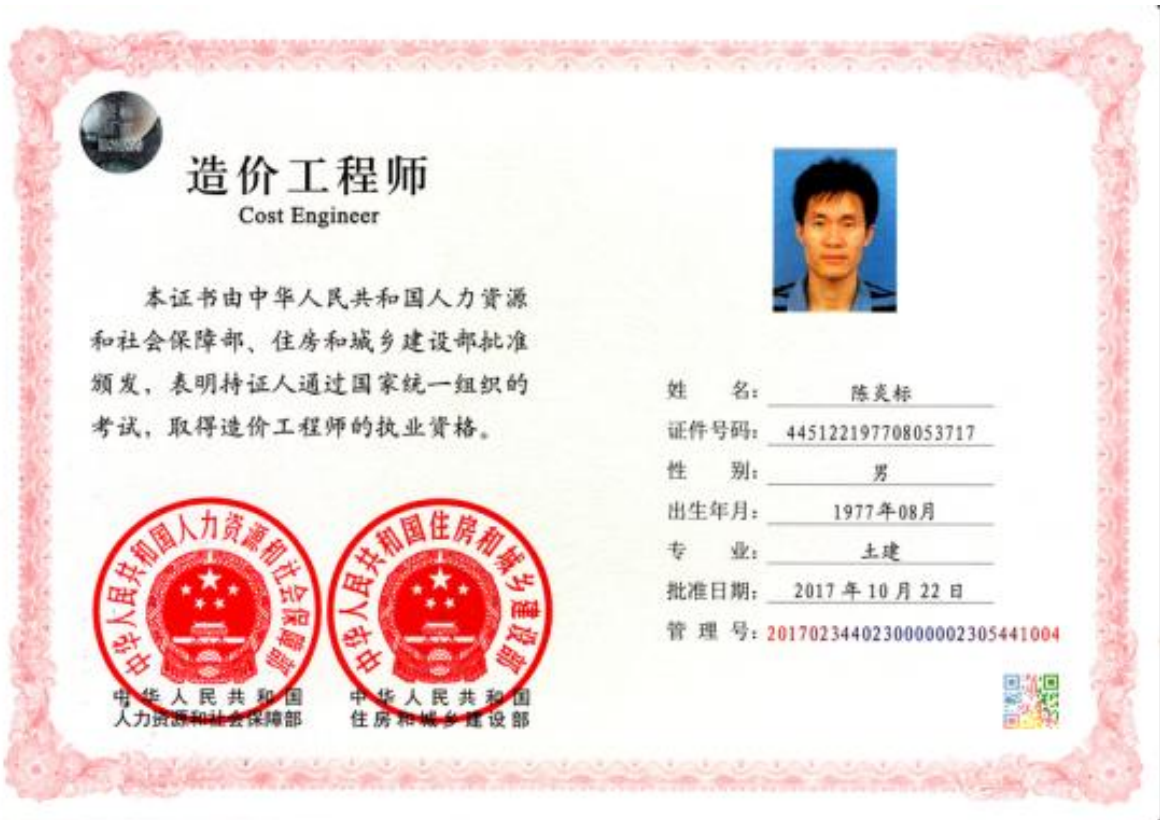 造价工程师
Cost Engineer
本证书由中华人民共和国人力资源
和社会保障部、住房和城乡建设部批准
颁发，表明持证人通过国家统一组织的
考试，取得造价工程师的执业资格。
中华人民共和国人力资源和社会保障部
中华人民共和国住房和城乡建设部
中华人民共和国
人力资源和社会保障部
中华人民共和国
住房和城乡建设部
姓 名： 陈炎标
证件号码： 445122197708053717
性 别： 男
出生年月： 1977年08月
专 业： 土建
批准日期： 2017年10月22日
管 理 号： 2017023440230000002305441004